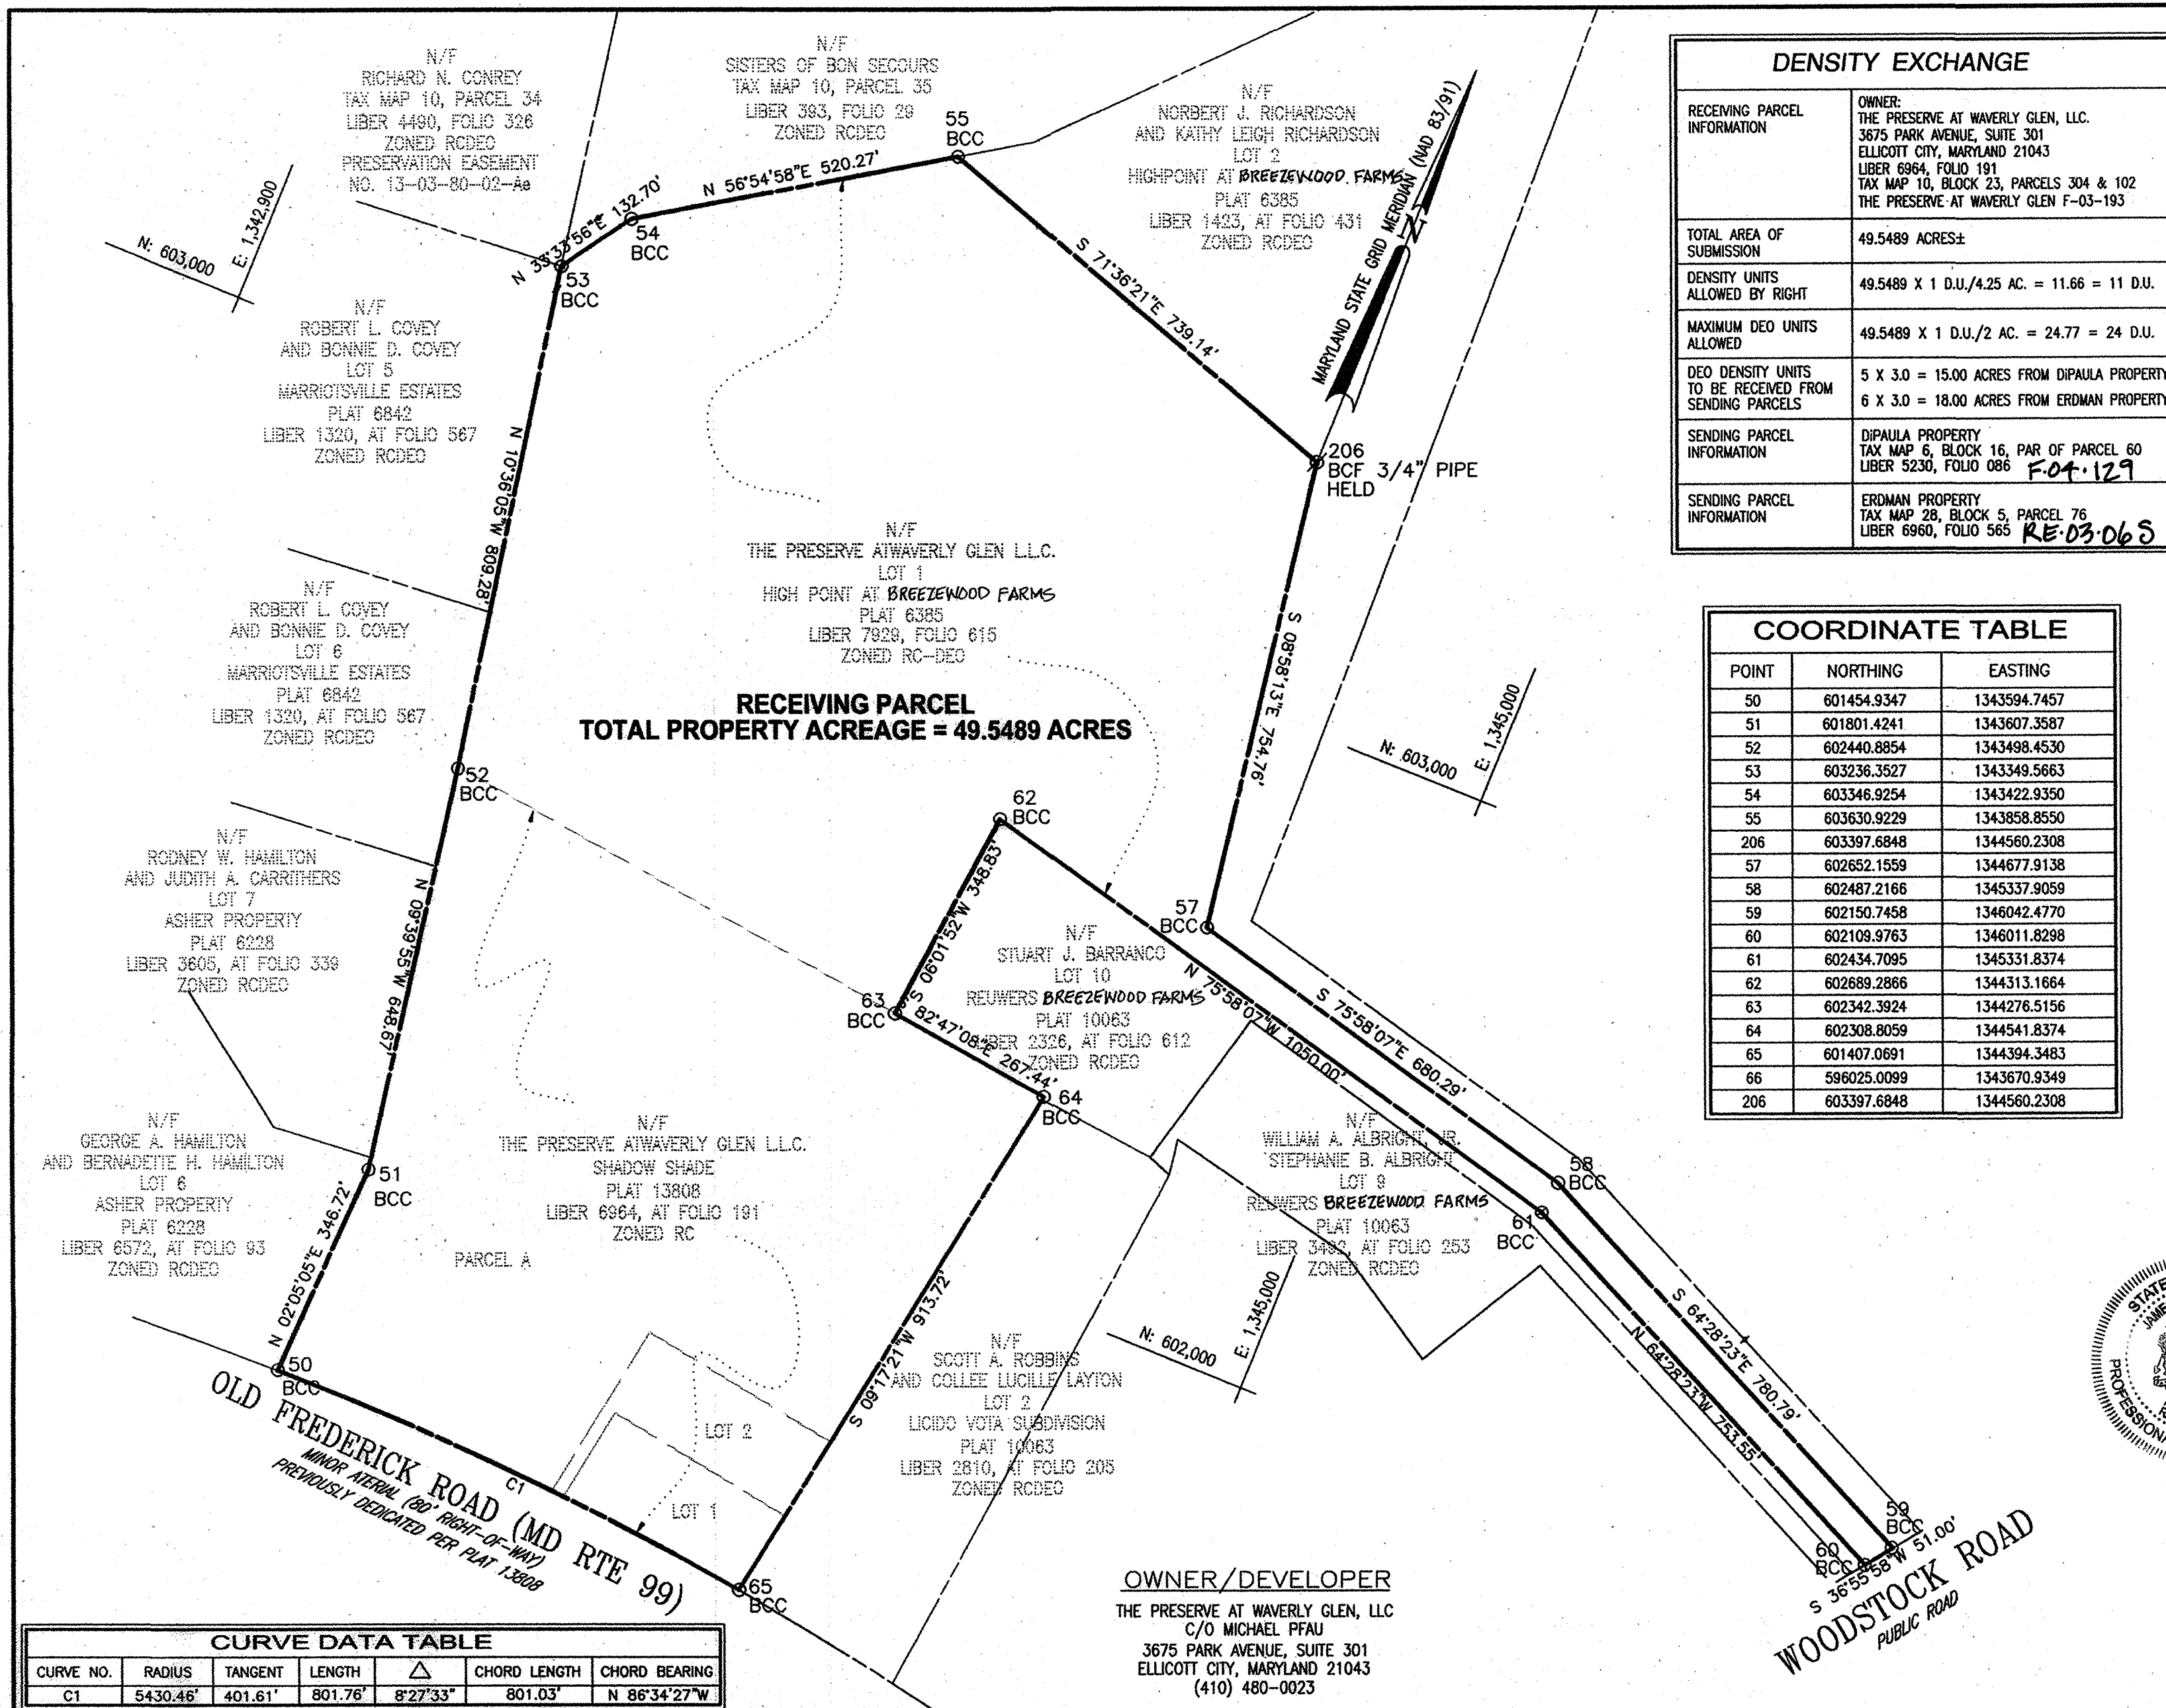 N/F
RICHARD N. CONREY
TAX MAP 10, PARCEL 34
LIBER 4490, FOLIO 326
ZONED RCDEO
PRESERVATION EASEMENT
NO. 13-03-80-02-Ae
N/F
SISTERS OF BON SECOURS
TAX MAP 10, PARCEL 35
LIBER 393, FOLIO 29
ZONED RCDEO
55
BCC
N/F
NORBERT J. RICHARDSON
AND KATHY LEIGH RICHARDSON
LOT 2
HIGHPOINT AT BREEZEWOOD FARMS
PLAT 6385
LIBER 1423, AT FOLIO 431
ZONED RCDEO
MARYLAND STATE GRID MERIDIAN (NAD 83/91)
N
N: 603,000
E: 1,342,900
N 33°33'56"E 132.70'
N 56°54'58"E 520.27'
54
BCC
53
BCC
S 71°36'21"E 739.14'
206
BCF 3/4" PIPE
HELD
N/F
ROBERT L. COVEY
AND BONNIE D. COVEY
LOT 5
MARRIOTSVILLE ESTATES
PLAT 6842
LIBER 1320, AT FOLIO 567
ZONED RCDEO
N 10°36'05"W 809.28'
N/F
THE PRESERVE ATWAVERLY GLEN L.L.C.
LOT 1
HIGH POINT AT BREEZEWOOD FARMS
PLAT 6385
LIBER 7929, FOLIO 615
ZONED RC-DEO
S 08°58'13"E 754.76'
N/F
ROBERT L. COVEY
AND BONNIE D. COVEY
LOT 6
MARRIOTSVILLE ESTATES
PLAT 6842
LIBER 1320, AT FOLIO 567
ZONED RCDEO
RECEIVING PARCEL
TOTAL PROPERTY ACREAGE = 49.5489 ACRES
N: 603,000
E: 1,345,000
52
BCC
62
BCC
S 06°01'52"W 348.83'
57
BCC
N/F
RODNEY W. HAMILTON
AND JUDITH A. CARRITHERS
LOT 7
ASHER PROPERTY
PLAT 6228
LIBER 3605, AT FOLIO 339
ZONED RCDEO
N 09°39'55"W 648.67'
63
BCC
S 82°47'08"E 267.44'
64
BCC
N/F
STUART J. BARRANCO
LOT 10
REUWERS BREEZEWOOD FARMS
PLAT 10063
LIBER 2326, AT FOLIO 612
ZONED RCDEO
N 75°58'07"W 1050.00'
S 75°58'07"E 680.29'
58
BCC
61
BCC
N/F
GEORGE A. HAMILTON
AND BERNADETTE H. HAMILTON
LOT 6
ASHER PROPERTY
PLAT 6228
LIBER 6572, AT FOLIO 93
ZONED RCDEO
51
BCC
N 02°05'05"E 346.72'
50
BCC
N/F
THE PRESERVE ATWAVERLY GLEN L.L.C.
SHADOW SHADE
PLAT 13808
LIBER 6964, AT FOLIO 191
ZONED RC
PARCEL A
S 09°17'21"W 913.72'
N/F
WILLIAM A. ALBRIGHT, JR.
STEPHANIE B. ALBRIGHT
LOT 9
REUWERS BREEZEWOOD FARMS
PLAT 10063
LIBER 3492, AT FOLIO 253
ZONED RCDEO
N: 602,000
E: 1,345,000
S 64°28'23"E 780.79'
N 64°28'23"W 753.55'
59
BCC
60
BCC
S 36°55'58"W 51.00'
WOODSTOCK ROAD
PUBLIC ROAD
N/F
SCOTT A. ROBBINS
AND COLLEE LUCILLE LAYTON
LOT 2
LICIDO VOTA SUBDIVISION
PLAT 10063
LIBER 2810, AT FOLIO 205
ZONED RCDEO
LOT 2
LOT 1
C1
65
BCC
OLD FREDERICK ROAD (MD RTE 99)
MINOR ATERIAL (80' RIGHT-OF-WAY)
PREVIOUSLY DEDICATED PER PLAT 13808
OWNER/DEVELOPER
THE PRESERVE AT WAVERLY GLEN, LLC
C/O MICHAEL PFAU
3675 PARK AVENUE, SUITE 301
ELLICOTT CITY, MARYLAND 21043
(410) 480-0023
CURVE DATA TABLE
CURVE NO. RADIUS TANGENT LENGTH △ CHORD LENGTH CHORD BEARING
C1 5430.46' 401.61' 801.76' 8°27'33" 801.03' N 86°34'27"W
DENSITY EXCHANGE
RECEIVING PARCEL
INFORMATION
OWNER:
THE PRESERVE AT WAVERLY GLEN, LLC.
3675 PARK AVENUE, SUITE 301
ELLICOTT CITY, MARYLAND 21043
LIBER 6964, FOLIO 191
TAX MAP 10, BLOCK 23, PARCELS 304 & 102
THE PRESERVE AT WAVERLY GLEN F-03-193
TOTAL AREA OF
SUBMISSION
49.5489 ACRES±
DENSITY UNITS
ALLOWED BY RIGHT
49.5489 X 1 D.U./4.25 AC. = 11.66 = 11 D.U.
MAXIMUM DEO UNITS
ALLOWED
49.5489 X 1 D.U./2 AC. = 24.77 = 24 D.U.
DEO DENSITY UNITS
TO BE RECEIVED FROM
SENDING PARCELS
5 X 3.0 = 15.00 ACRES FROM DiPAULA PROPERTY
6 X 3.0 = 18.00 ACRES FROM ERDMAN PROPERTY
SENDING PARCEL
INFORMATION
DiPAULA PROPERTY
TAX MAP 6, BLOCK 16, PAR OF PARCEL 60
LIBER 5230, FOLIO 086 F.04.129
SENDING PARCEL
INFORMATION
ERDMAN PROPERTY
TAX MAP 28, BLOCK 5, PARCEL 76
LIBER 6960, FOLIO 565 RE.03.06S
COORDINATE TABLE
POINT NORTHING EASTING
50 601454.9347 1343594.7457
51 601801.4241 1343607.3587
52 602440.8854 1343498.4530
53 603236.3527 1343349.5663
54 603346.9254 1343422.9350
55 603630.9229 1343858.8550
206 603397.6848 1344560.2308
57 602652.1559 1344677.9138
58 602487.2166 1345337.9059
59 602150.7458 1346042.4770
60 602109.9763 1346011.8298
61 602434.7095 1345331.8374
62 602689.2866 1344313.1664
63 602342.3924 1344276.5156
64 602308.8059 1344541.8374
65 601407.0691 1344394.3483
66 596025.0099 1343670.9349
206 603397.6848 1344560.2308
STATE
JAME
PROFESSION